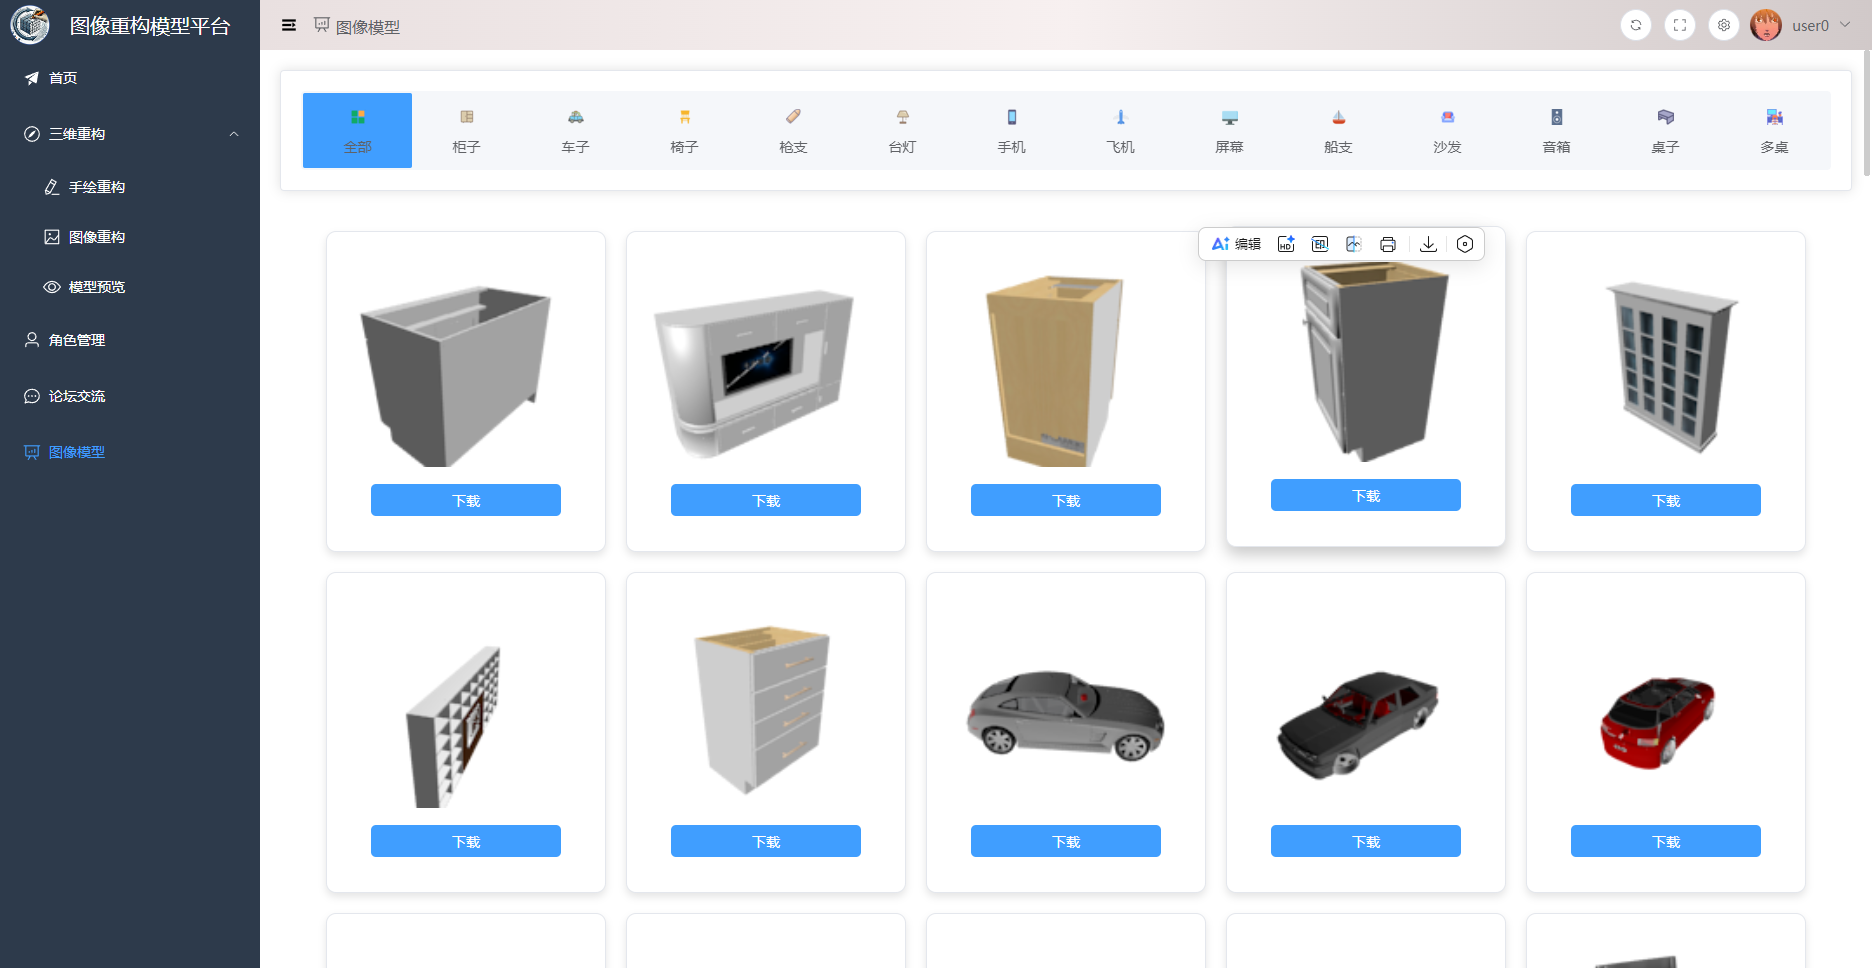 图像重构模型平台
图像模型
user0
首页
三维重构
手绘重构
图像重构
模型预览
角色管理
论坛交流
图像模型
全部
柜子
车子
椅子
枪支
台灯
手机
飞机
屏幕
船支
沙发
音箱
桌子
多桌
Ai 编辑
HD
印
下载
下载
下载
下载
下载
下载
下载
下载
下载
下载